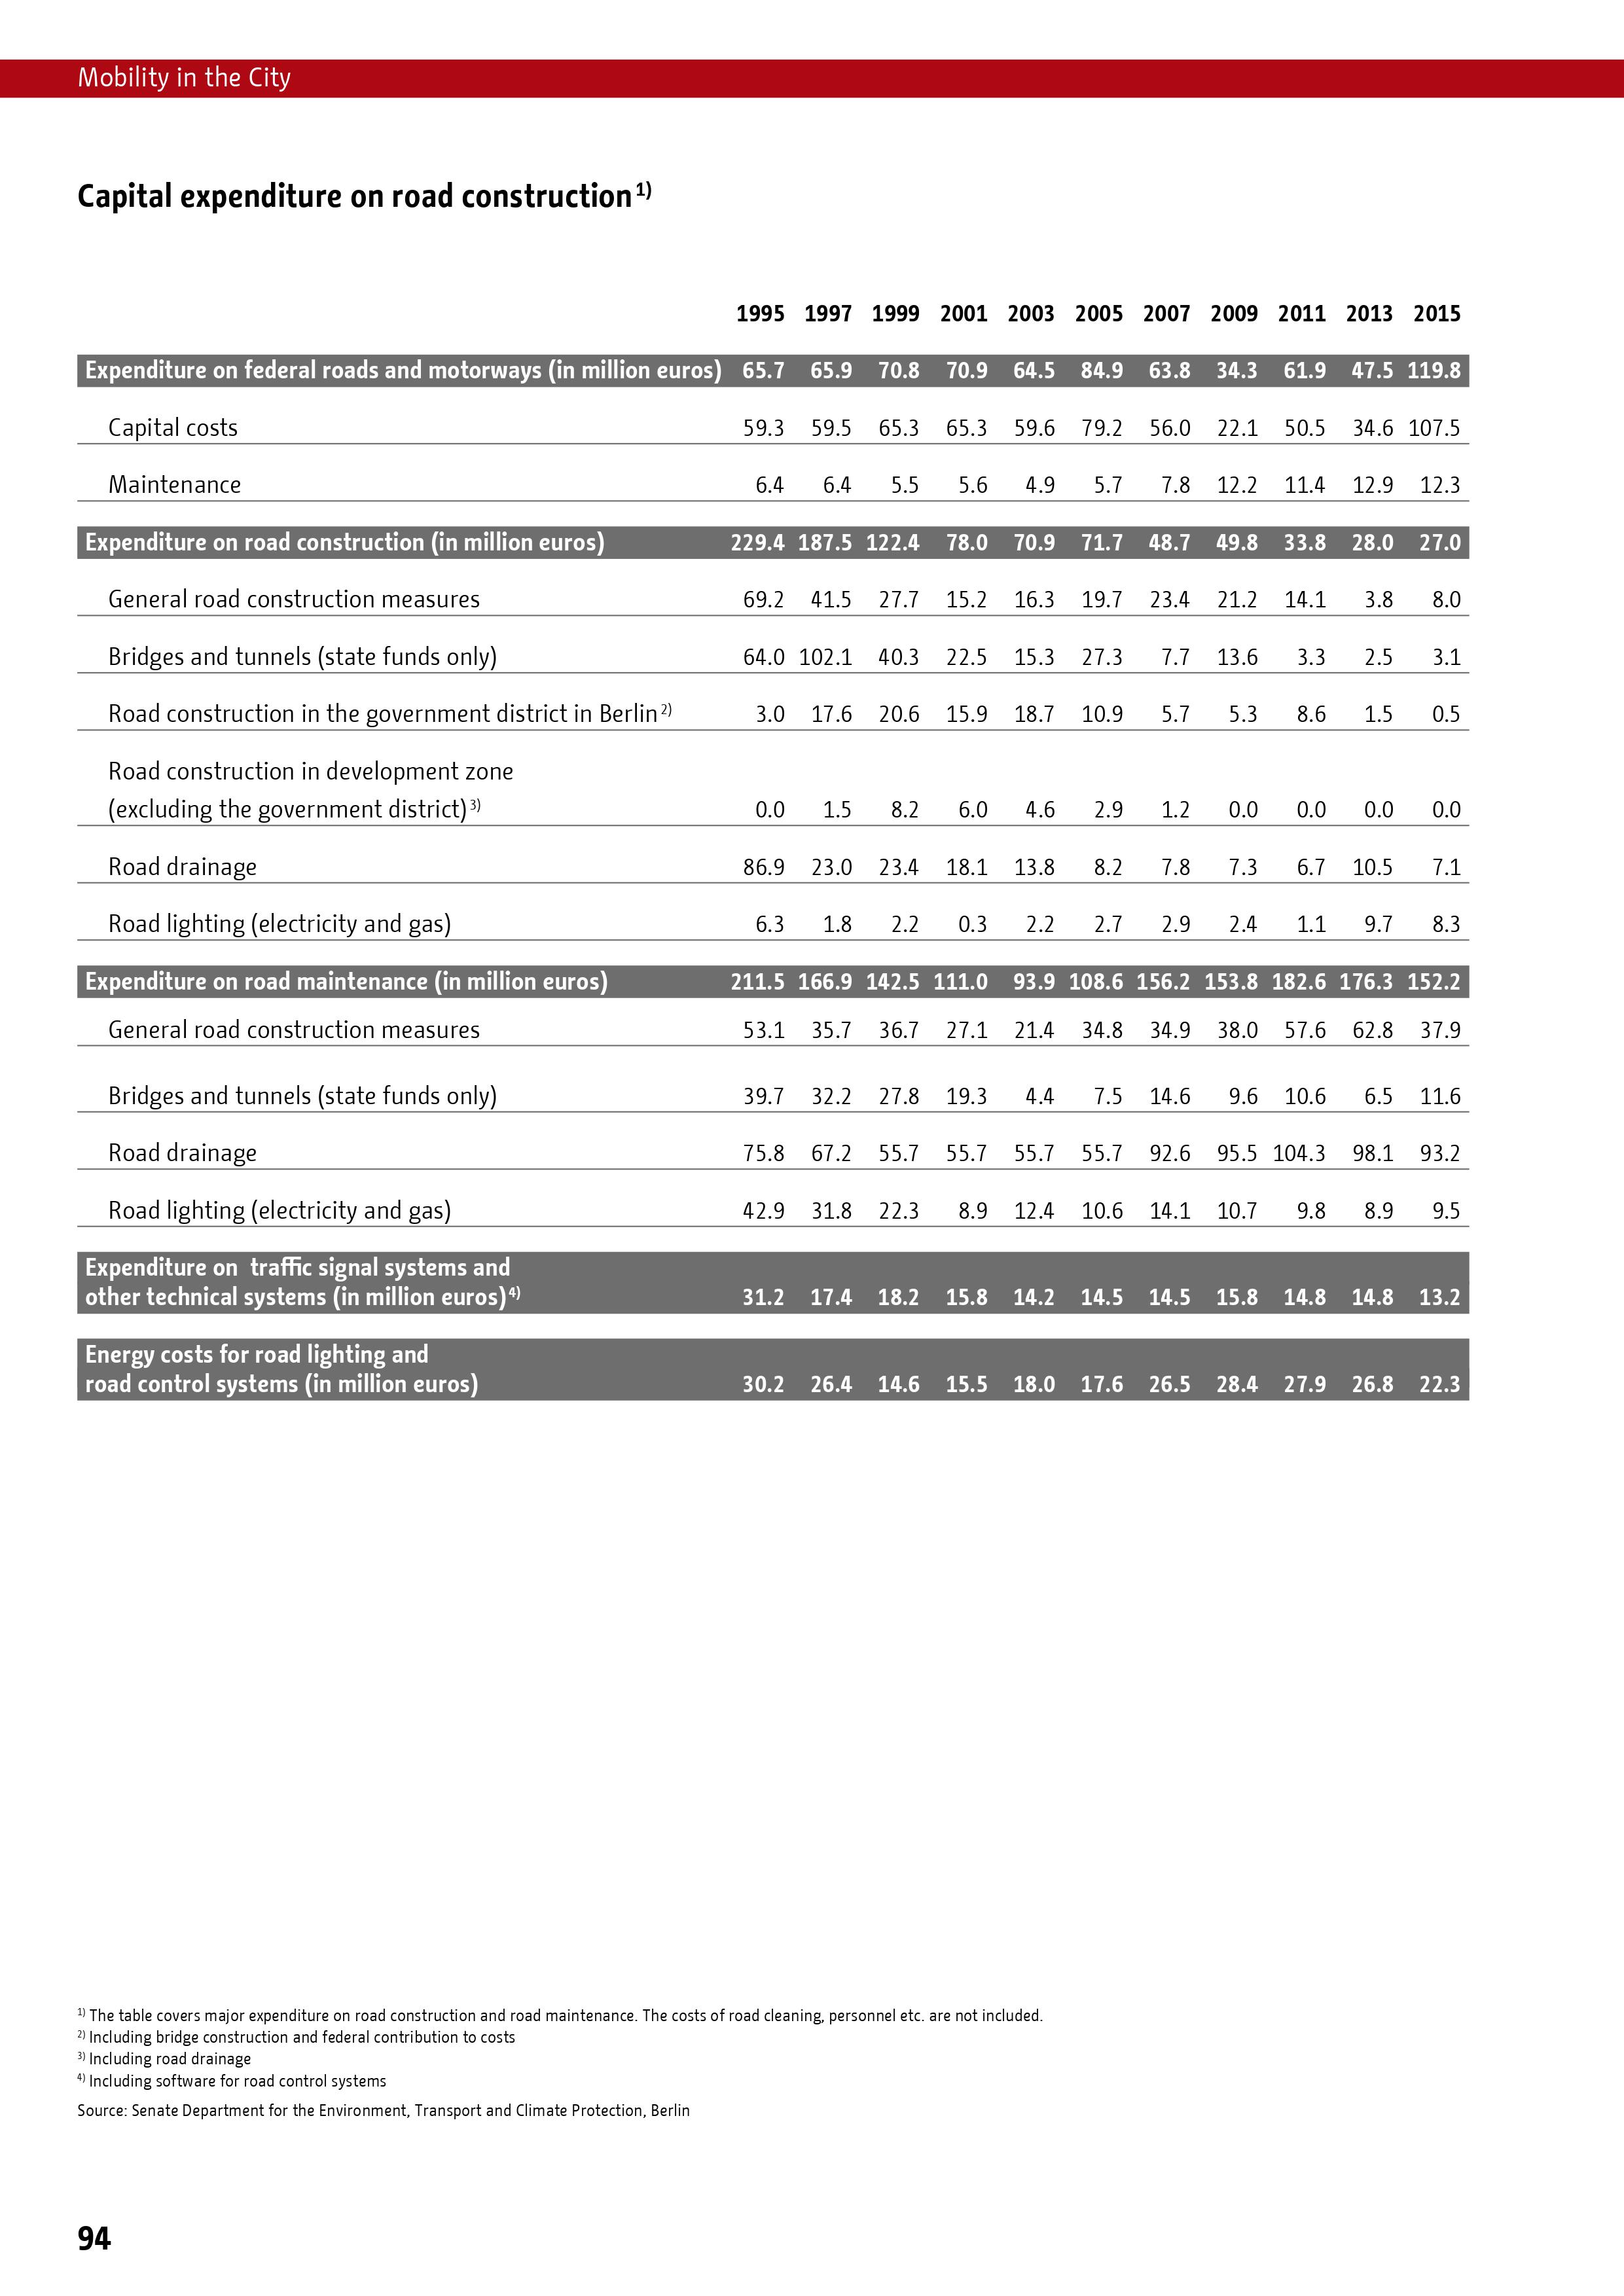 Mobility in the City
Capital expenditure on road construction 1)
1995 1997 1999 2001 2003 2005 2007 2009 2011 2013 2015
Expenditure on federal roads and motorways (in million euros) 65.7 65.9 70.8 70.9 64.5 84.9 63.8 34.3 61.9 47.5 119.8
Capital costs 59.3 59.5 65.3 65.3 59.6 79.2 56.0 22.1 50.5 34.6 107.5
Maintenance 6.4 6.4 5.5 5.6 4.9 5.7 7.8 12.2 11.4 12.9 12.3
Expenditure on road construction (in million euros) 229.4 187.5 122.4 78.0 70.9 71.7 48.7 49.8 33.8 28.0 27.0
General road construction measures 69.2 41.5 27.7 15.2 16.3 19.7 23.4 21.2 14.1 3.8 8.0
Bridges and tunnels (state funds only) 64.0 102.1 40.3 22.5 15.3 27.3 7.7 13.6 3.3 2.5 3.1
Road construction in the government district in Berlin 2) 3.0 17.6 20.6 15.9 18.7 10.9 5.7 5.3 8.6 1.5 0.5
Road construction in development zone
(excluding the government district) 3) 0.0 1.5 8.2 6.0 4.6 2.9 1.2 0.0 0.0 0.0 0.0
Road drainage 86.9 23.0 23.4 18.1 13.8 8.2 7.8 7.3 6.7 10.5 7.1
Road lighting (electricity and gas) 6.3 1.8 2.2 0.3 2.2 2.7 2.9 2.4 1.1 9.7 8.3
Expenditure on road maintenance (in million euros) 211.5 166.9 142.5 111.0 93.9 108.6 156.2 153.8 182.6 176.3 152.2
General road construction measures 53.1 35.7 36.7 27.1 21.4 34.8 34.9 38.0 57.6 62.8 37.9
Bridges and tunnels (state funds only) 39.7 32.2 27.8 19.3 4.4 7.5 14.6 9.6 10.6 6.5 11.6
Road drainage 75.8 67.2 55.7 55.7 55.7 55.7 92.6 95.5 104.3 98.1 93.2
Road lighting (electricity and gas) 42.9 31.8 22.3 8.9 12.4 10.6 14.1 10.7 9.8 8.9 9.5
Expenditure on traffic signal systems and
other technical systems (in million euros) 4) 31.2 17.4 18.2 15.8 14.2 14.5 14.5 15.8 14.8 14.8 13.2
Energy costs for road lighting and
road control systems (in million euros) 30.2 26.4 14.6 15.5 18.0 17.6 26.5 28.4 27.9 26.8 22.3
1) The table covers major expenditure on road construction and road maintenance. The costs of road cleaning, personnel etc. are not included.
2) Including bridge construction and federal contribution to costs
3) Including road drainage
4) Including software for road control systems
Source: Senate Department for the Environment, Transport and Climate Protection, Berlin
94